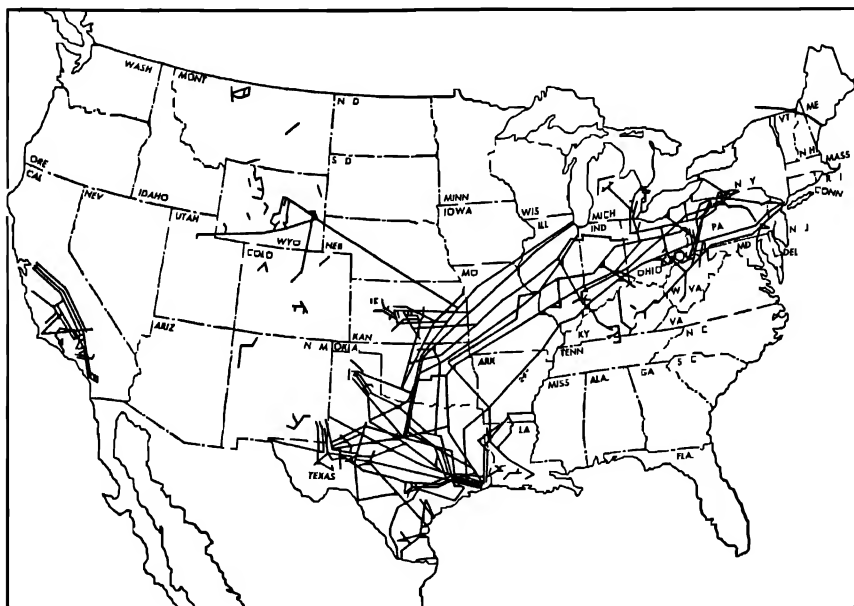 WASH
MONT
N D
S D
ORE
CAL
NEV
IDAHO
UTAH
WYO
NEB
COLO
ARIZ
N M
OKLA
KAN
TEXAS
MINN
IOWA
MO
ARK
LA
WIS
ILL
MICH
IND
OHIO
KY
TENN
MISS
ALA.
GA
FLA.
S C
N C
VA
W VA
MD
DEL
PA
N J
N Y
CONN
R I
MASS
N H
VT
ME